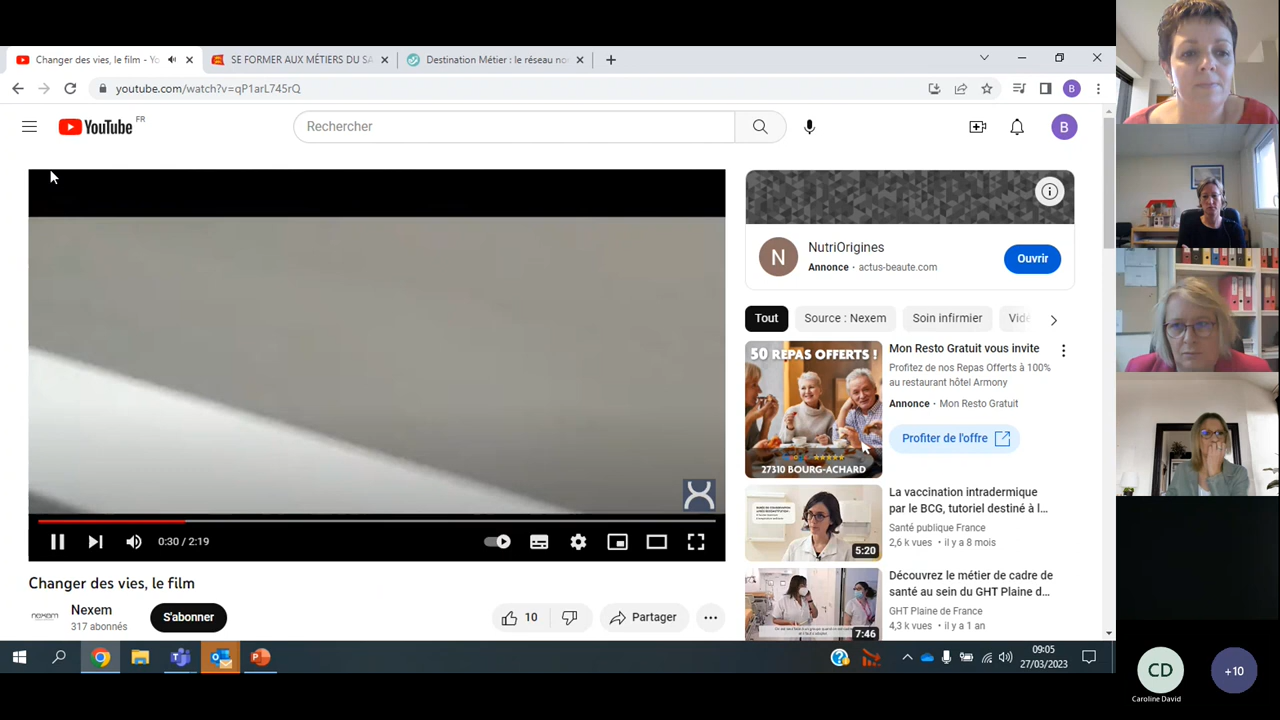 Changer des vies, le film - Yo
SE FORMER AUX MÉTIERS DU SA
Destination Métier : le réseau no
youtube.com/watch?v=qP1arL745rQ
B
YouTube FR
Rechercher
B
N
NutriOrigines
Annonce • actus-beaute.com
Ouvrir
Tout
Source : Nexem
Soin infirmier
50 REPAS OFFERTS !
27310 BOURG-ACHARD
Mon Resto Gratuit vous invite
Profitez de nos Repas Offerts à 100%
au restaurant hôtel Armony
Annonce • Mon Resto Gratuit
Profiter de l'offre
5:20
La vaccination intradermique
par le BCG, tutoriel destiné à l...
Santé publique France
2,6 k vues • il y a 8 mois
7:46
Découvrez le métier de cadre de
santé au sein du GHT Plaine d...
GHT Plaine de France
4,3 k vues • il y a 1 an
0:30 / 2:19
Changer des vies, le film
nexem
Nexem
317 abonnés
S'abonner
10
Partager
09:05
27/03/2023
CD
Caroline David
+10